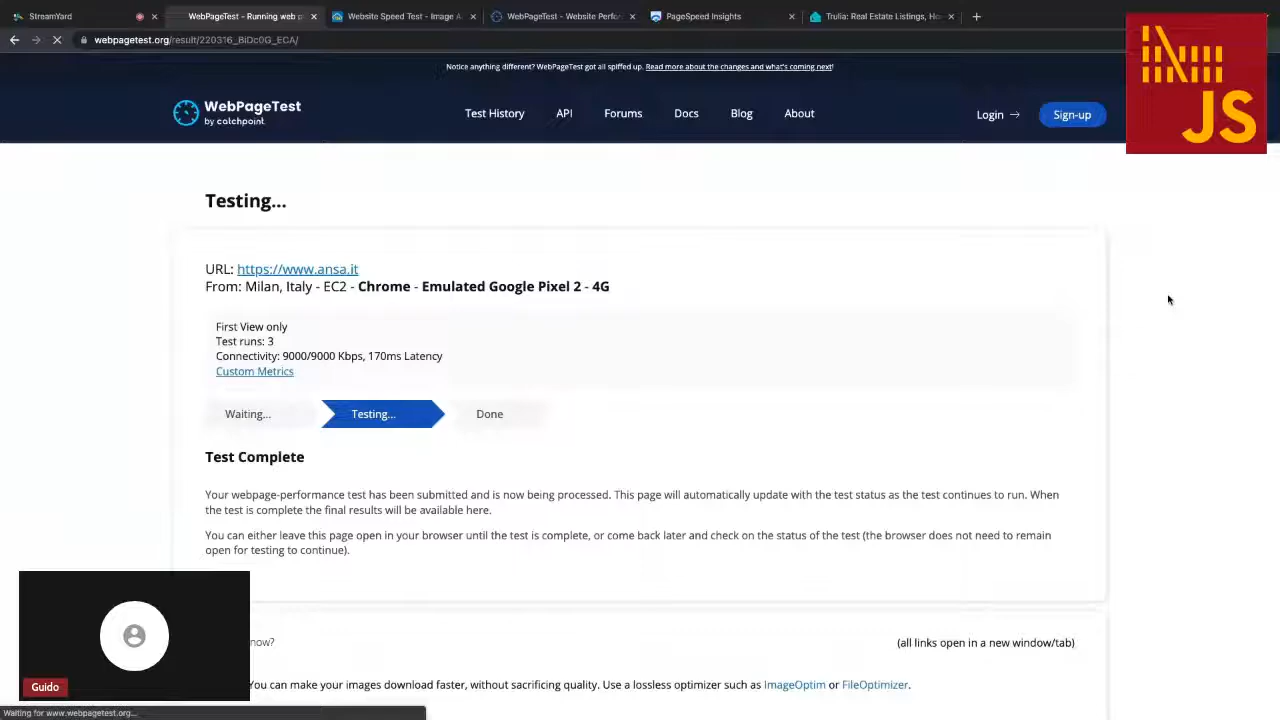 StreamYard
WebPageTest - Running web p
Website Speed Test - Image A
WebPageTest - Website Perfo
PageSpeed Insights
Trulia: Real Estate Listings, Ho
webpagetest.org/result/220316_BiDc0G_ECA/
Notice anything different? WebPageTest got all spiffed up. Read more about the changes and what's coming next!
WebPageTest
by catchpoint.
Test History
API
Forums
Docs
Blog
About
Login →
Sign-up
JS
Testing...
URL: https://www.ansa.it
From: Milan, Italy - EC2 - Chrome - Emulated Google Pixel 2 - 4G
First View only
Test runs: 3
Connectivity: 9000/9000 Kbps, 170ms Latency
Custom Metrics
Waiting...
Testing...
Done
Test Complete
Your webpage-performance test has been submitted and is now being processed. This page will automatically update with the test status as the test continues to run. When
the test is complete the final results will be available here.
You can either leave this page open in your browser until the test is complete, or come back later and check on the status of the test (the browser does not need to remain
open for testing to continue).
now?
(all links open in a new window/tab)
You can make your images download faster, without sacrificing quality. Use a lossless optimizer such as ImageOptim or FileOptimizer.
Guido
Waiting for www.webpagetest.org...